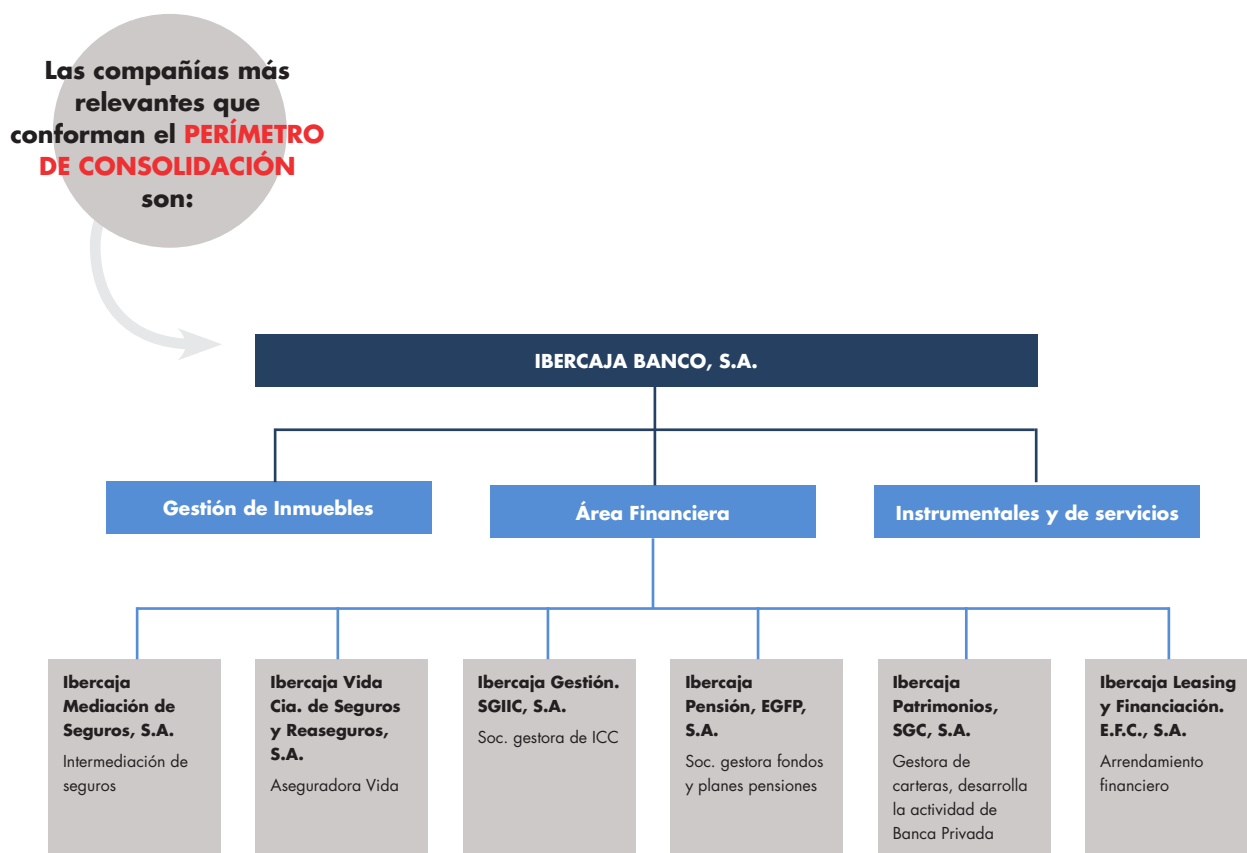 Las compañías más
relevantes que
conforman el PERÍMETRO
DE CONSOLIDACIÓN
son:
IBERCAJA BANCO, S.A.
Gestión de Inmuebles
Área Financiera
Instrumentales y de servicios
Ibercaja
Mediación de
Seguros, S.A.
Intermediación de
seguros
Ibercaja Vida
Cia. de Seguros
y Reaseguros,
S.A.
Aseguradora Vida
Ibercaja Gestión.
SGIIC, S.A.
Soc. gestora de ICC
Ibercaja
Pensión, EGFP,
S.A.
Soc. gestora fondos
y planes pensiones
Ibercaja
Patrimonios,
SGC, S.A.
Gestora de
carteras, desarrolla
la actividad de
Banca Privada
Ibercaja Leasing
y Financiación.
E.F.C., S.A.
Arrendamiento
financiero